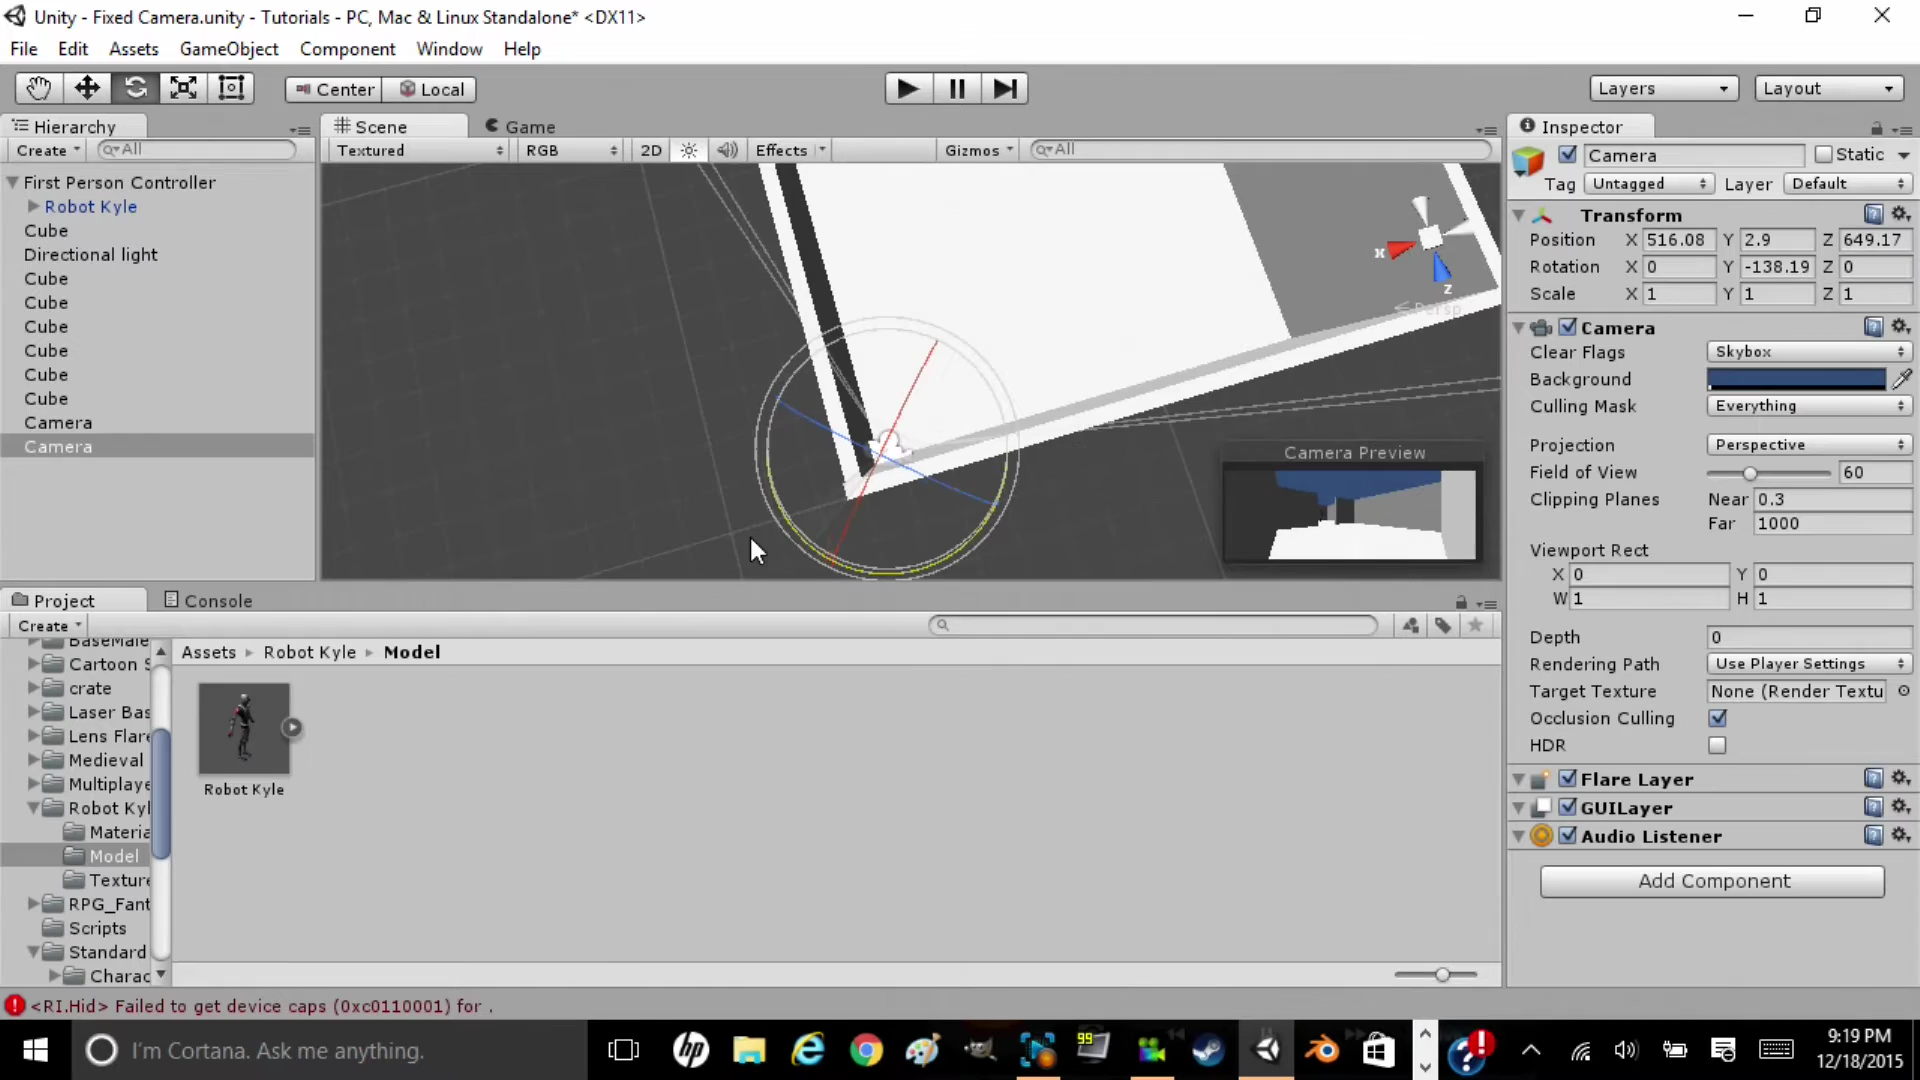 Unity - Fixed Camera.unity - Tutorials - PC, Mac & Linux Standalone* <DX11>
File Edit Assets GameObject Component Window Help
Center Local Layers Layout
Hierarchy
Create All
First Person Controller
Robot Kyle
Cube
Directional light
Cube
Cube
Cube
Cube
Cube
Cube
Camera
Camera
Scene Game
Textured RGB 2D Effects Gizmos All
x
z
Persp
Camera Preview
Inspector
Camera Static
Tag Untagged Layer Default
Transform
Position X 516.08 Y 2.9 Z 649.17
Rotation X 0 Y -138.19 Z 0
Scale X 1 Y 1 Z 1
Camera
Clear Flags Skybox
Background
Culling Mask Everything
Projection Perspective
Field of View 60
Clipping Planes Near 0.3
Far 1000
Viewport Rect
X 0 Y 0
W 1 H 1
Depth 0
Rendering Path Use Player Settings
Target Texture None (Render Textu
Occlusion Culling
HDR
Flare Layer
GUILayer
Audio Listener
Add Component
Project Console
Create
BaseMale
Cartoon S
crate
Laser Bas
Lens Flare
Medieval
Multiplaye
Robot Kyl
Materia
Model
Texture
RPG_Fant
Scripts
Standard
Charac
Assets Robot Kyle Model
Robot Kyle
<RI.Hid> Failed to get device caps (0xc0110001) for .
I'm Cortana. Ask me anything.
hp
99
9:19 PM
12/18/2015